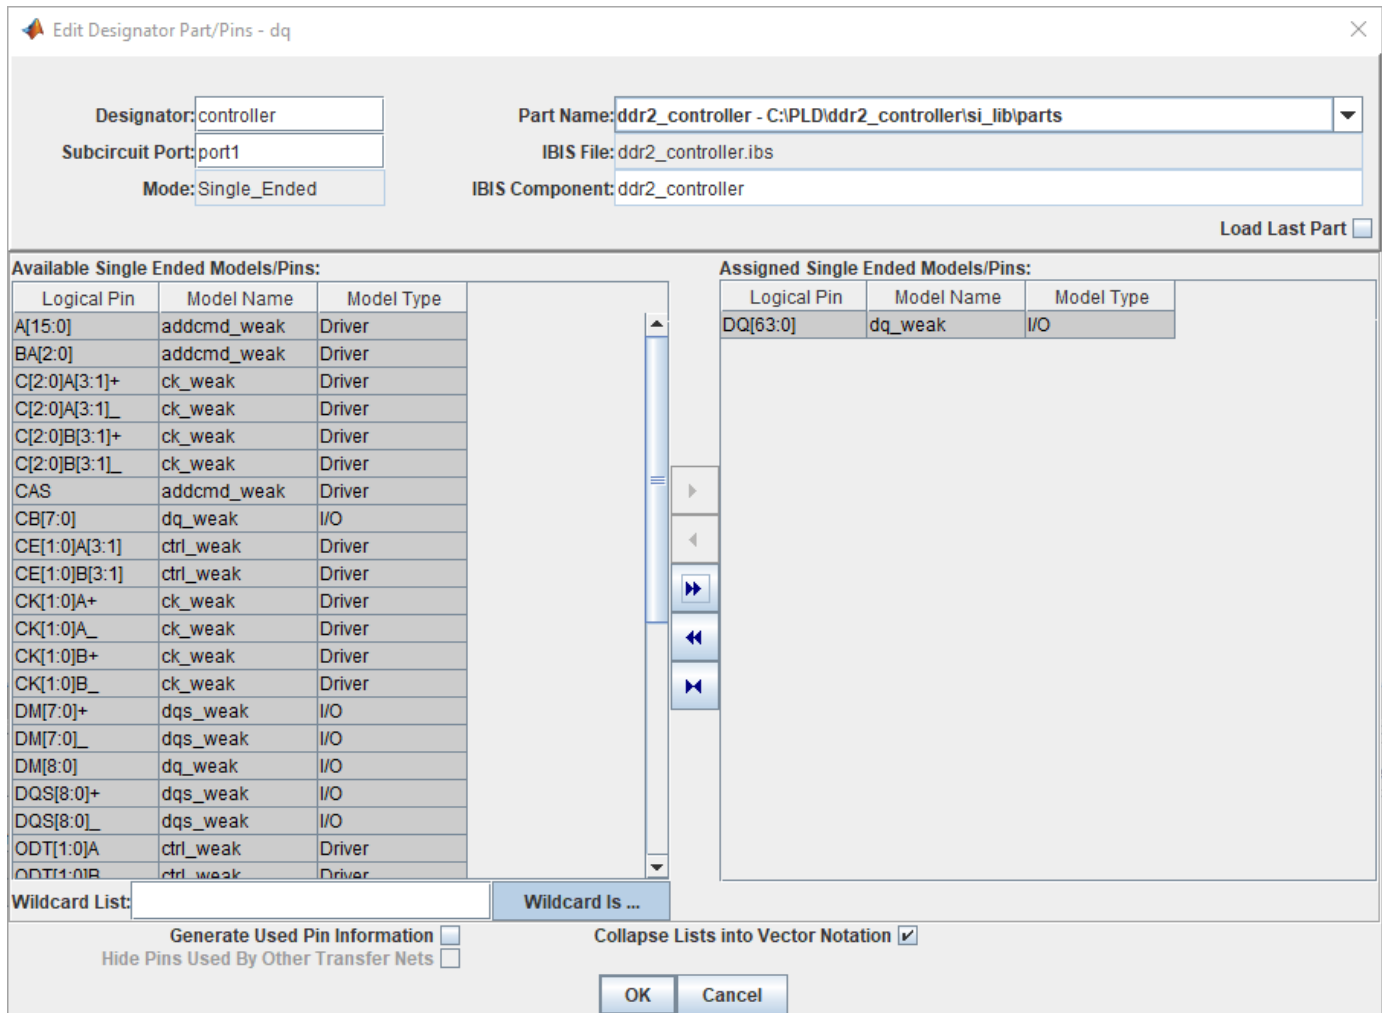 Edit Designator Part/Pins - dq
Designator: controller Part Name: ddr2_controller - C:\PLD\ddr2_controller\si_lib\parts
Subcircuit Port: port1 IBIS File: ddr2_controller.ibs
Mode: Single_Ended IBIS Component: ddr2_controller
Load Last Part
Available Single Ended Models/Pins: Assigned Single Ended Models/Pins:
Logical Pin Model Name Model Type Logical Pin Model Name Model Type
A[15:0] addcmd_weak Driver DQ[63:0] dq_weak I/O
BA[2:0] addcmd_weak Driver
C[2:0]A[3:1]+ ck_weak Driver
C[2:0]A[3:1]_ ck_weak Driver
C[2:0]B[3:1]+ ck_weak Driver
C[2:0]B[3:1]_ ck_weak Driver
CAS addcmd_weak Driver
CB[7:0] dq_weak I/O
CE[1:0]A[3:1] ctrl_weak Driver
CE[1:0]B[3:1] ctrl_weak Driver
CK[1:0]A+ ck_weak Driver
CK[1:0]A_ ck_weak Driver
CK[1:0]B+ ck_weak Driver
CK[1:0]B_ ck_weak Driver
DM[7:0]+ dqs_weak I/O
DM[7:0]_ dqs_weak I/O
DM[8:0] dq_weak I/O
DQS[8:0]+ dqs_weak I/O
DQS[8:0]_ dqs_weak I/O
ODT[1:0]A ctrl_weak Driver
ODT[1:0]B ctrl_weak Driver
Wildcard List: Wildcard Is ...
Generate Used Pin Information Collapse Lists into Vector Notation
Hide Pins Used By Other Transfer Nets
OK Cancel